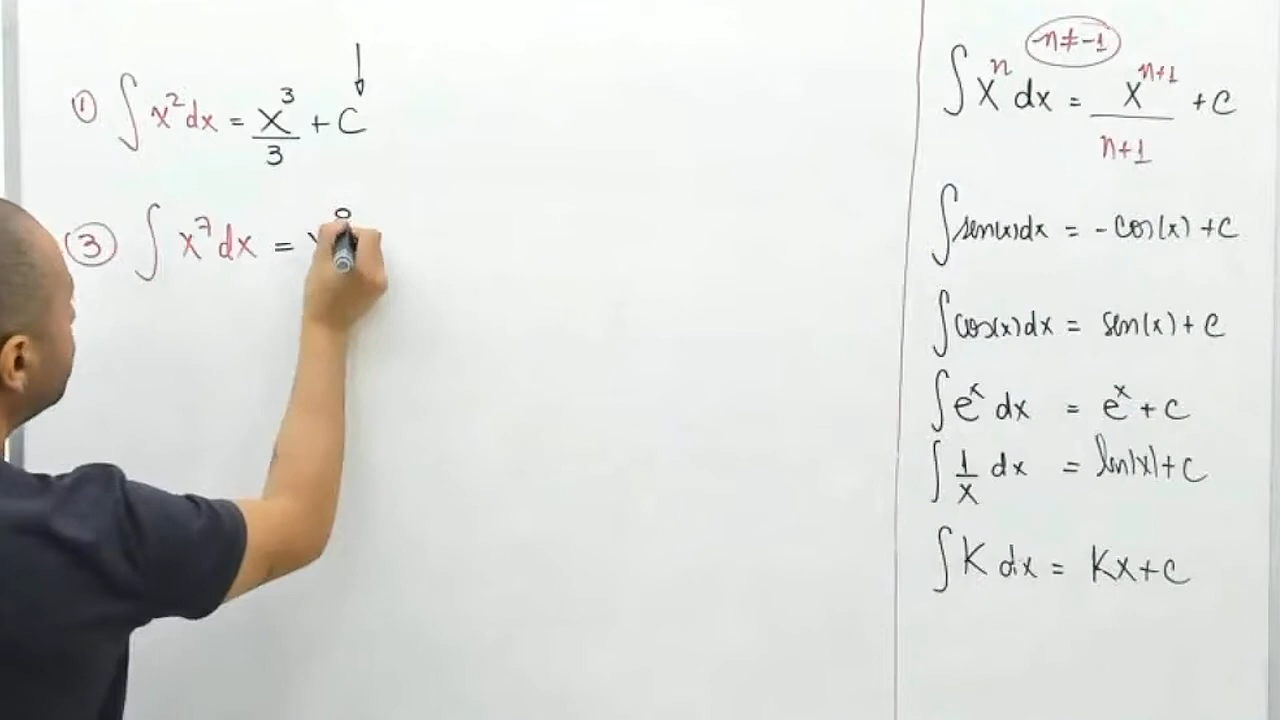 ① ∫ x² dx = x³/3 + C
③ ∫ x⁷ dx =
n ≠ -1
∫ xⁿ dx = xⁿ⁺¹/n+1 + C
∫ sen(x)dx = - cos(x) + C
∫ cos(x)dx = sen(x) + C
∫ eˣ dx = eˣ + C
∫ 1/x dx = ln|x| + C
∫ K dx = Kx + C